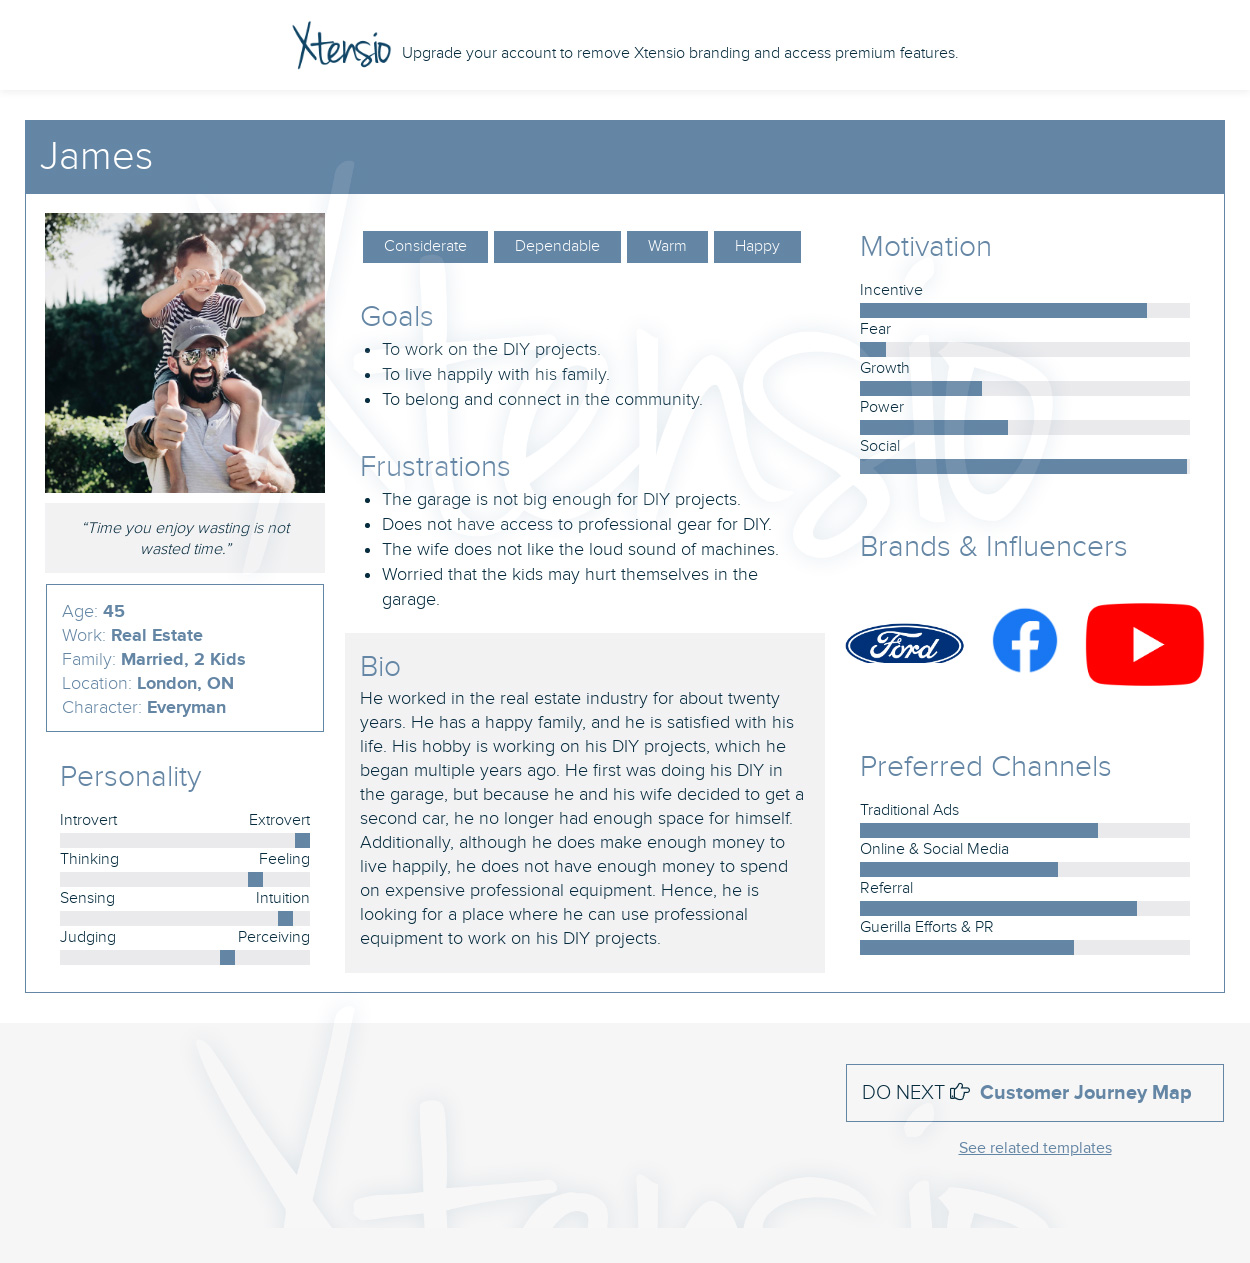 Xtensio Upgrade your account to remove Xtensio branding and access premium features.
James
“Time you enjoy wasting is not
wasted time.”
Age: 45
Work: Real Estate
Family: Married, 2 Kids
Location: London, ON
Character: Everyman
Personality
Introvert Extrovert
Thinking Feeling
Sensing Intuition
Judging Perceiving
Considerate Dependable Warm Happy
Goals
• To work on the DIY projects.
• To live happily with his family.
• To belong and connect in the community.
Frustrations
• The garage is not big enough for DIY projects.
• Does not have access to professional gear for DIY.
• The wife does not like the loud sound of machines.
• Worried that the kids may hurt themselves in the
garage.
Bio
He worked in the real estate industry for about twenty
years. He has a happy family, and he is satisfied with his
life. His hobby is working on his DIY projects, which he
began multiple years ago. He first was doing his DIY in
the garage, but because he and his wife decided to get a
second car, he no longer had enough space for himself.
Additionally, although he does make enough money to
live happily, he does not have enough money to spend
on expensive professional equipment. Hence, he is
looking for a place where he can use professional
equipment to work on his DIY projects.
Motivation
Incentive
Fear
Growth
Power
Social
Brands & Influencers
Ford
Preferred Channels
Traditional Ads
Online & Social Media
Referral
Guerilla Efforts & PR
Xtensio
DO NEXT Customer Journey Map
See related templates
Xtensio